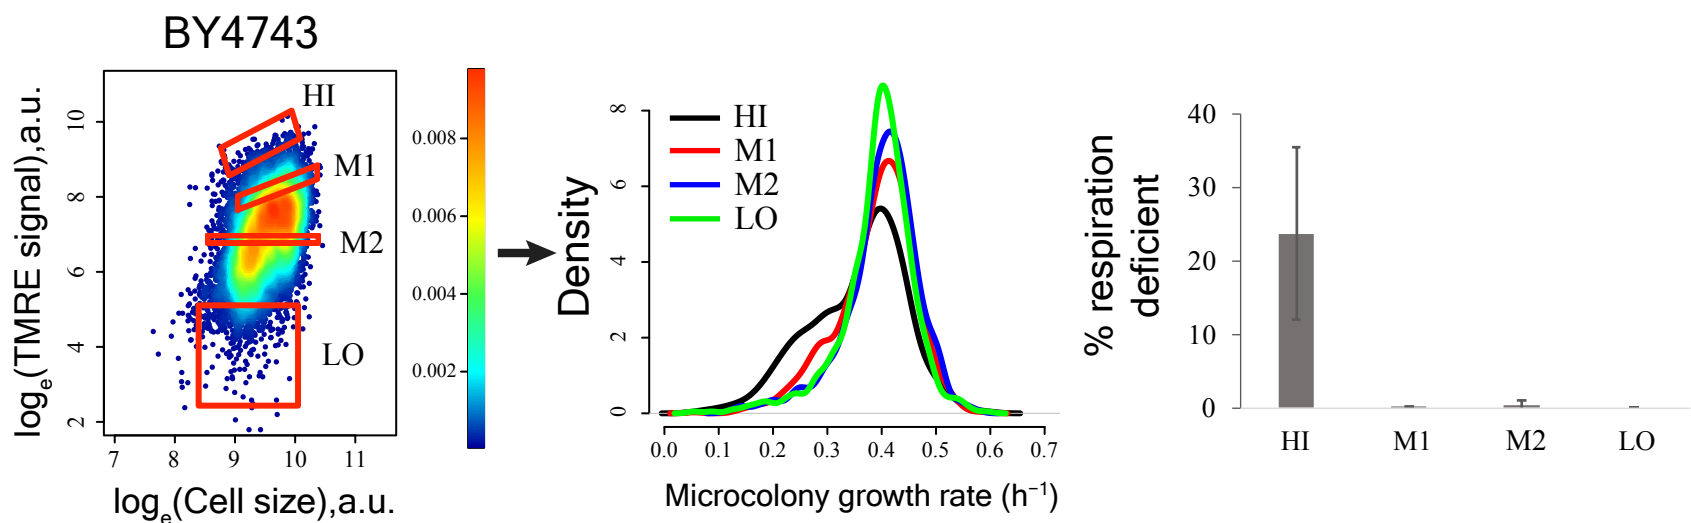 BY4743
log_e(TMRE signal),a.u.
10
8
6
4
2
HI
M1
M2
LO
7 8 9 10 11
log_e(Cell size),a.u.
0.008
0.006
0.004
0.002
Density
8
6
4
2
0
HI
M1
M2
LO
0.0 0.1 0.2 0.3 0.4 0.5 0.6 0.7
Microcolony growth rate (h⁻¹)
% respiration
deficient
40
30
20
10
0
HI M1 M2 LO